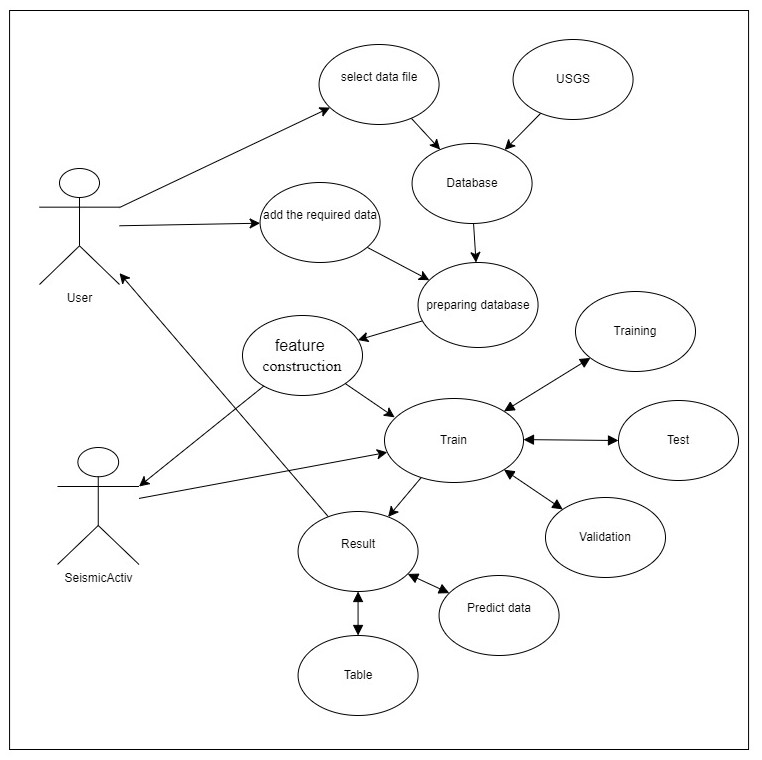 select data file
USGS
Database
add the required data
User
preparing database
feature
construction
Training
Train
Test
Validation
Result
SeismicActiv
Predict data
Table